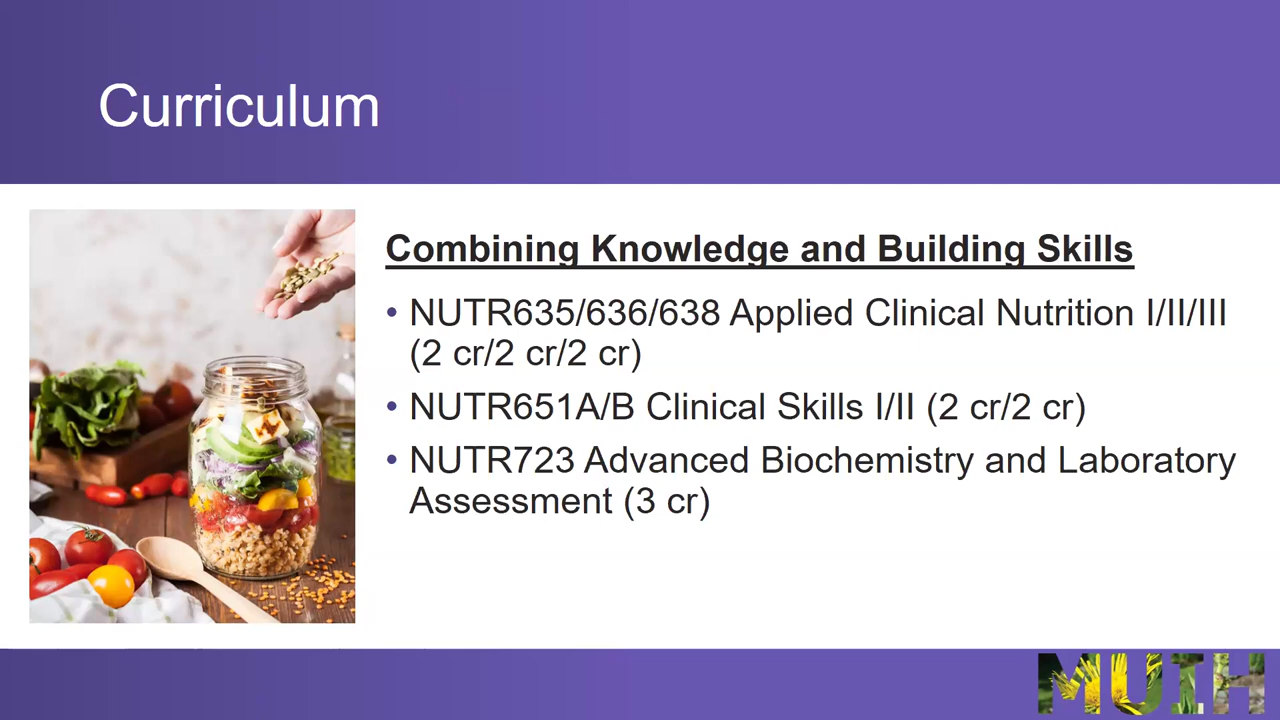 Curriculum
Combining Knowledge and Building Skills
• NUTR635/636/638 Applied Clinical Nutrition I/II/III
(2 cr/2 cr/2 cr)
• NUTR651A/B Clinical Skills I/II (2 cr/2 cr)
• NUTR723 Advanced Biochemistry and Laboratory
Assessment (3 cr)
MUIH